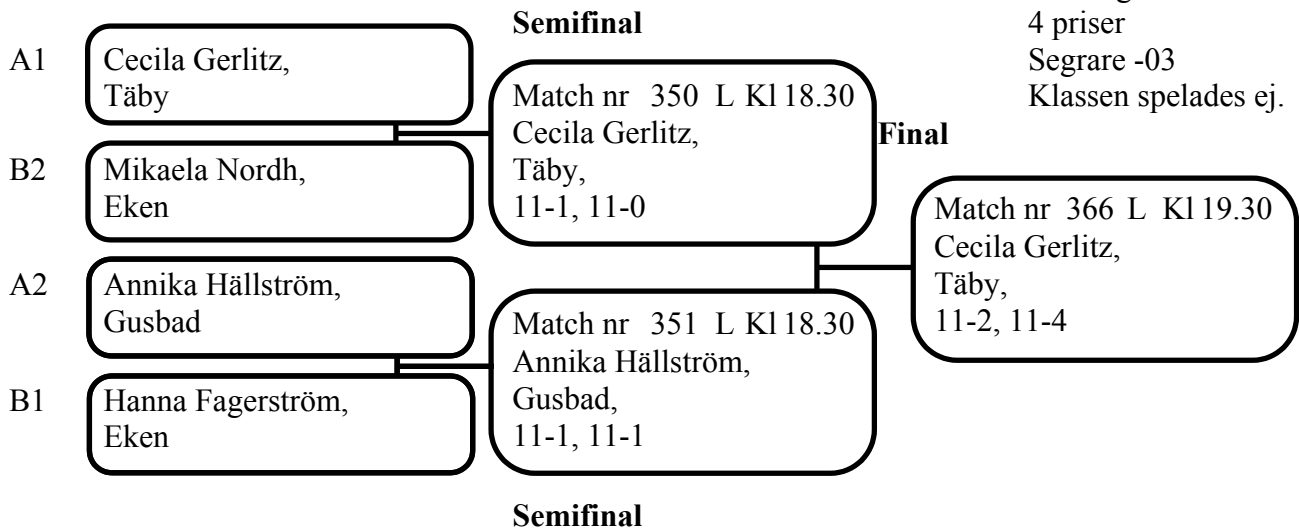 Semifinal
4 priser
Segrare -03
Klassen spelades ej.
A1
Cecila Gerlitz,
Täby
Match nr 350 L Kl 18.30
Cecila Gerlitz,
Täby,
11-1, 11-0
Final
B2
Mikaela Nordh,
Eken
Match nr 366 L Kl 19.30
Cecila Gerlitz,
Täby,
11-2, 11-4
A2
Annika Hällström,
Gusbad
Match nr 351 L Kl 18.30
Annika Hällström,
Gusbad,
11-1, 11-1
B1
Hanna Fagerström,
Eken
Semifinal